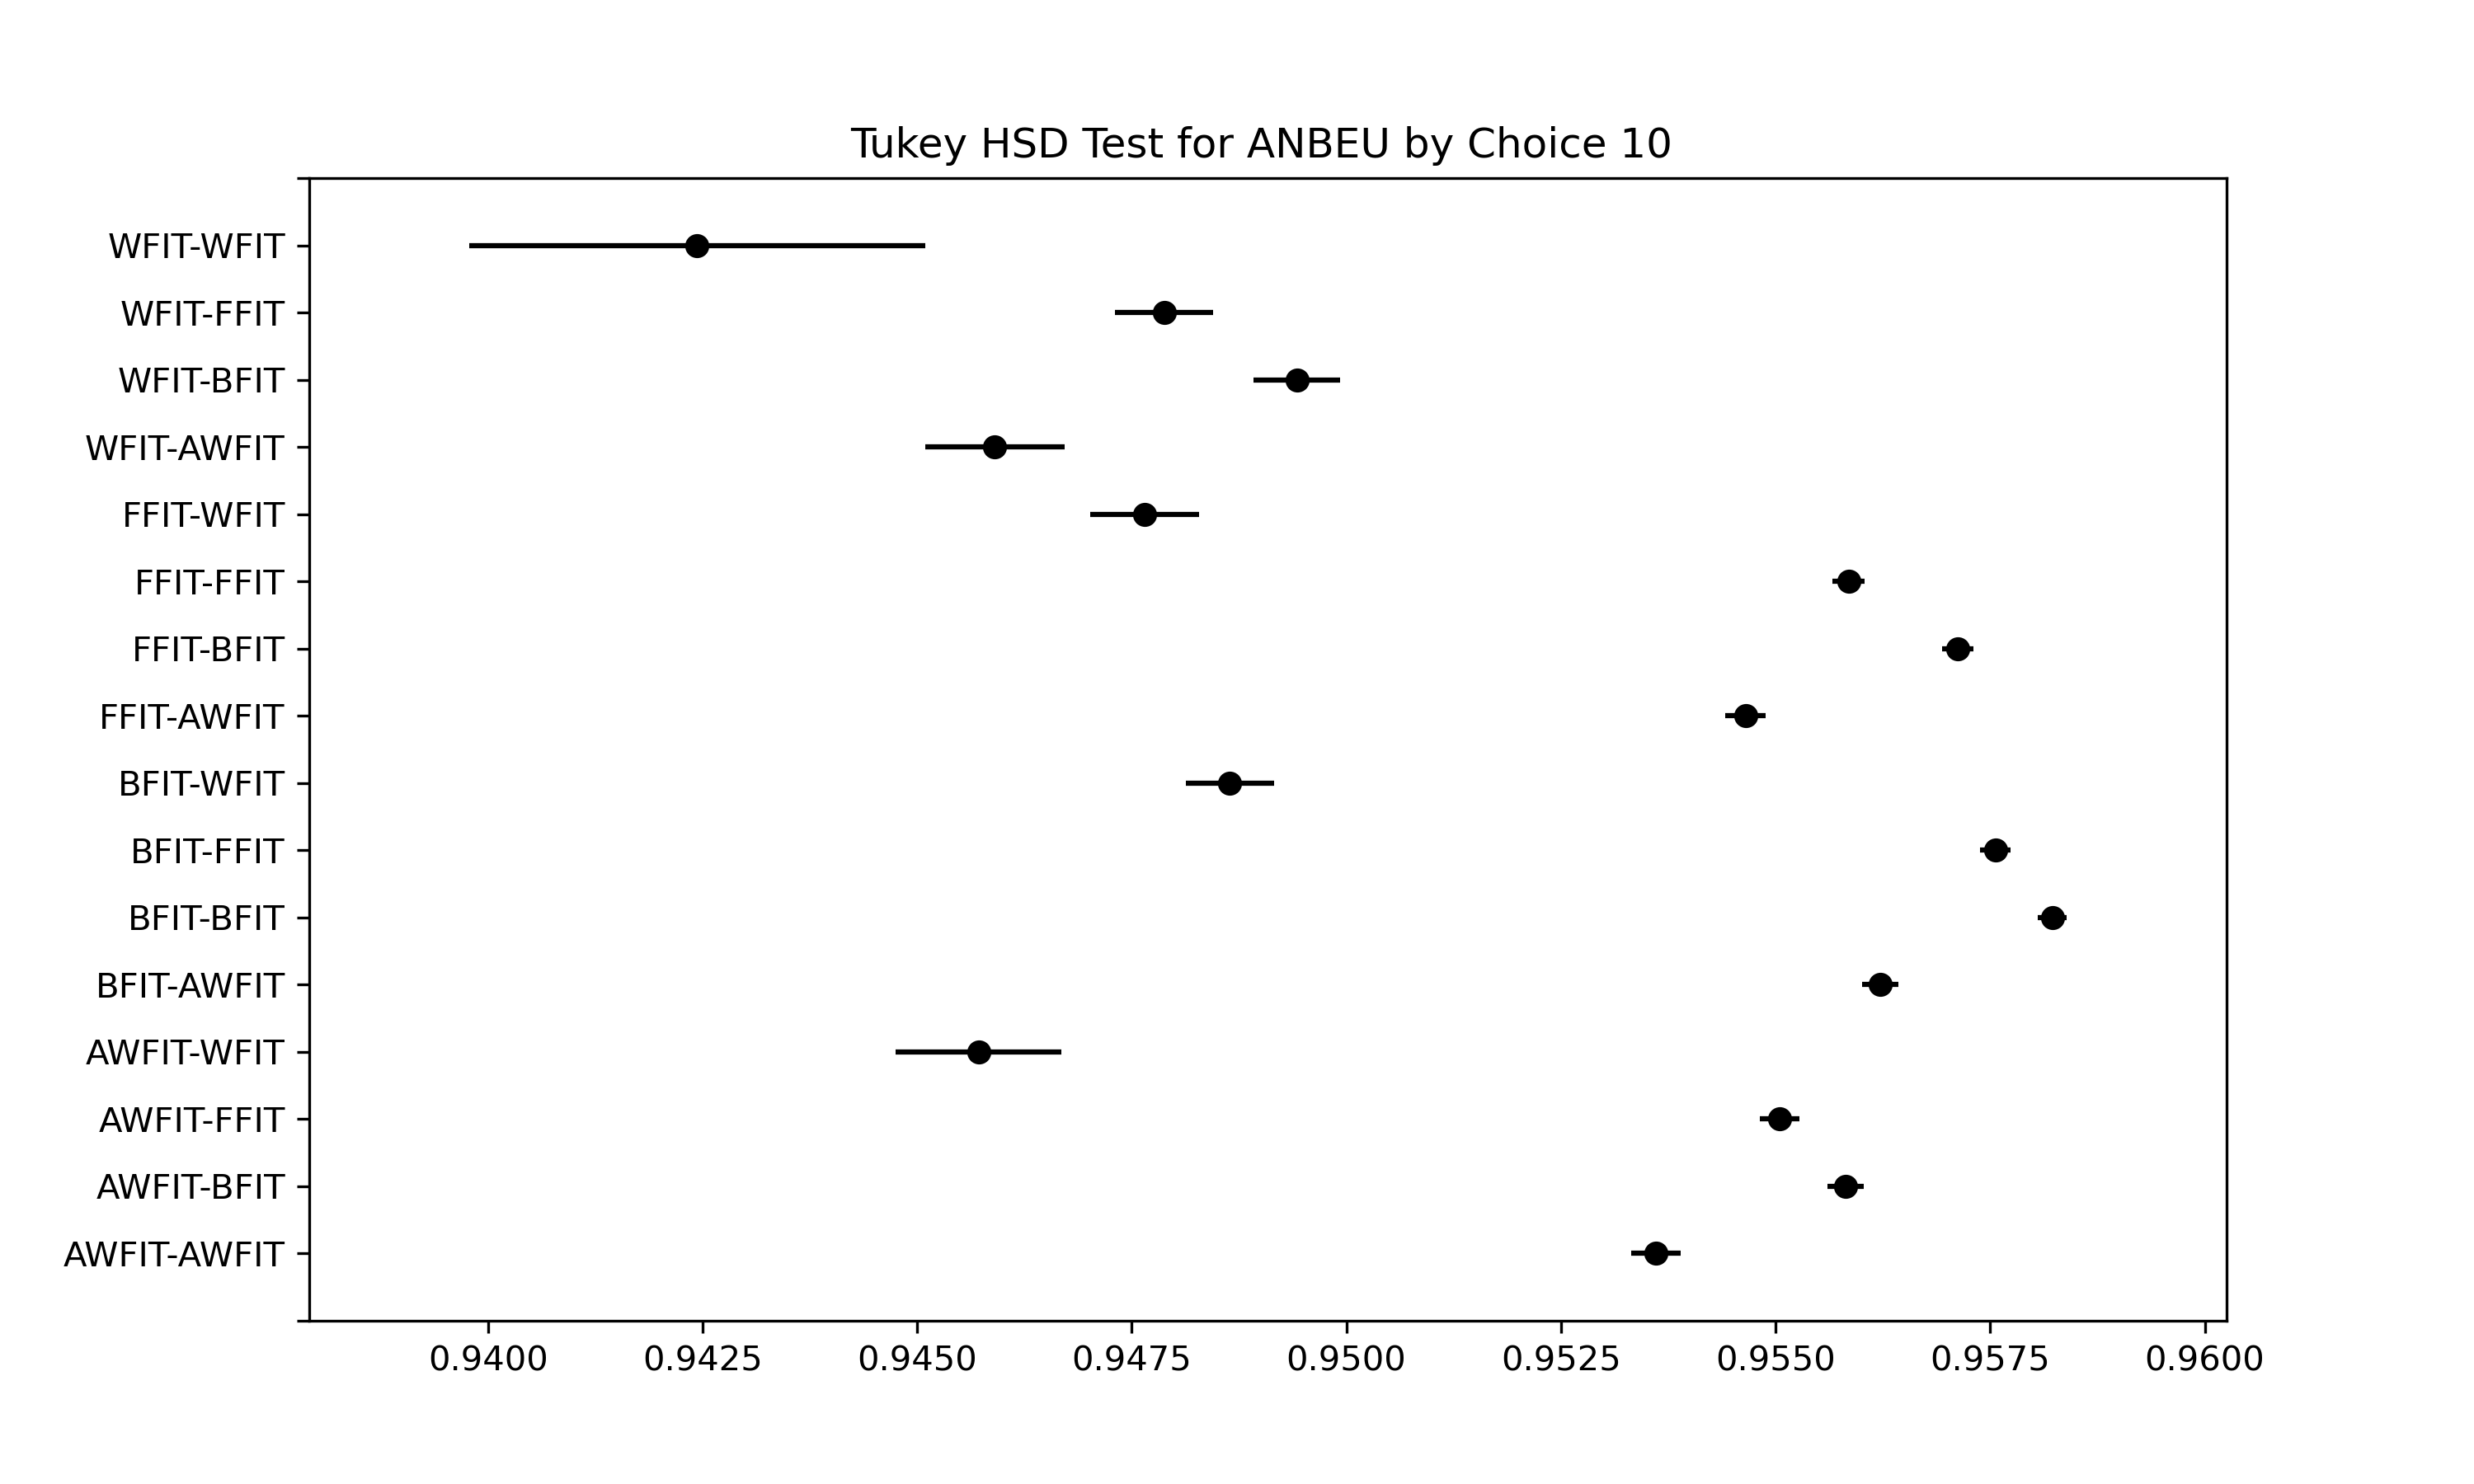 Tukey HSD Test for ANBEU by Choice 10
WFIT-WFIT
WFIT-FFIT
WFIT-BFIT
WFIT-AWFIT
FFIT-WFIT
FFIT-FFIT
FFIT-BFIT
FFIT-AWFIT
BFIT-WFIT
BFIT-FFIT
BFIT-BFIT
BFIT-AWFIT
AWFIT-WFIT
AWFIT-FFIT
AWFIT-BFIT
AWFIT-AWFIT
0.9400 0.9425 0.9450 0.9475 0.9500 0.9525 0.9550 0.9575 0.9600